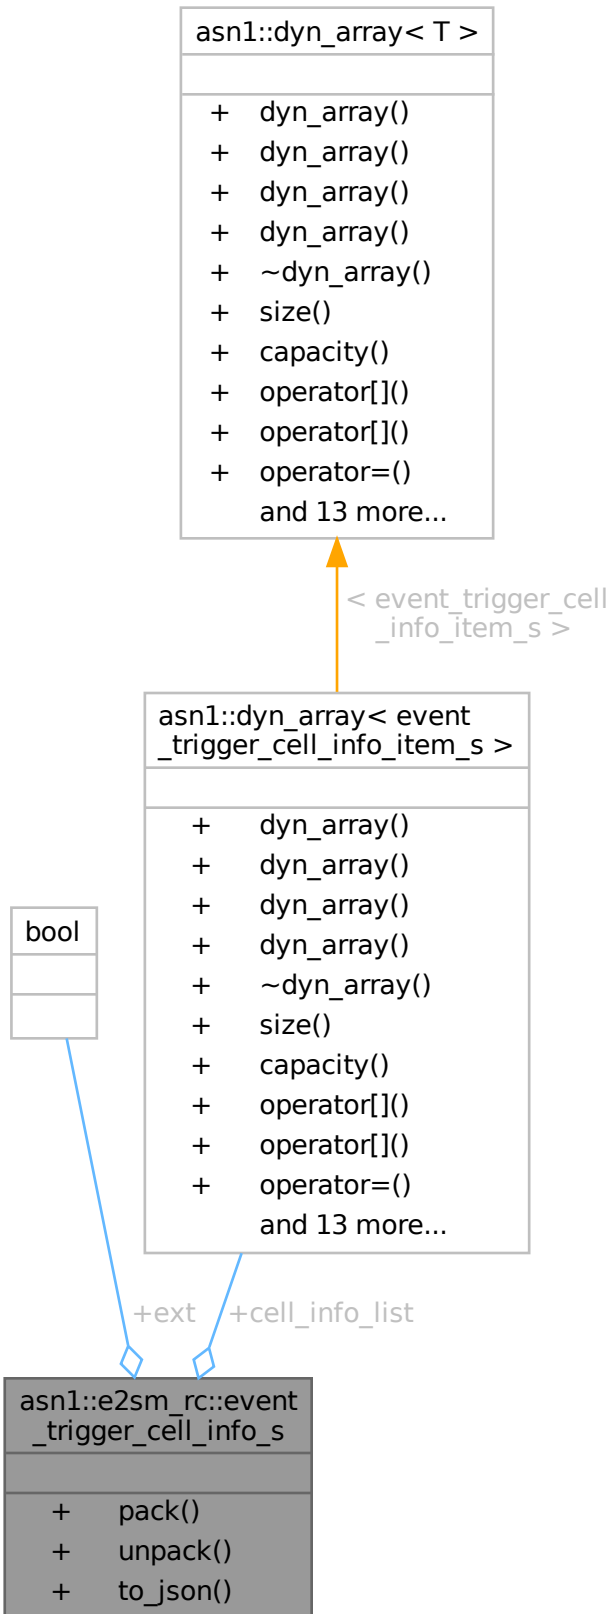 asn1::dyn_array< T >
+ dyn_array()
+ dyn_array()
+ dyn_array()
+ dyn_array()
+ ~dyn_array()
+ size()
+ capacity()
+ operator[]()
+ operator[]()
+ operator=()
and 13 more...
< event_trigger_cell
_info_item_s >
asn1::dyn_array< event
_trigger_cell_info_item_s >
+ dyn_array()
+ dyn_array()
+ dyn_array()
+ dyn_array()
+ ~dyn_array()
+ size()
+ capacity()
+ operator[]()
+ operator[]()
+ operator=()
and 13 more...
bool
+ext
+cell_info_list
asn1::e2sm_rc::event
_trigger_cell_info_s
+ pack()
+ unpack()
+ to_json()